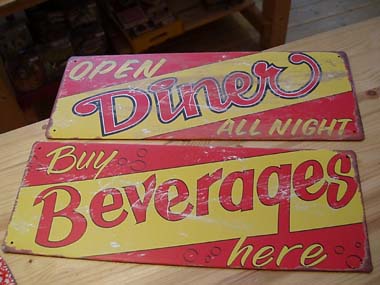 OPEN
Diner
ALL NIGHT
Buy
Beverages
here